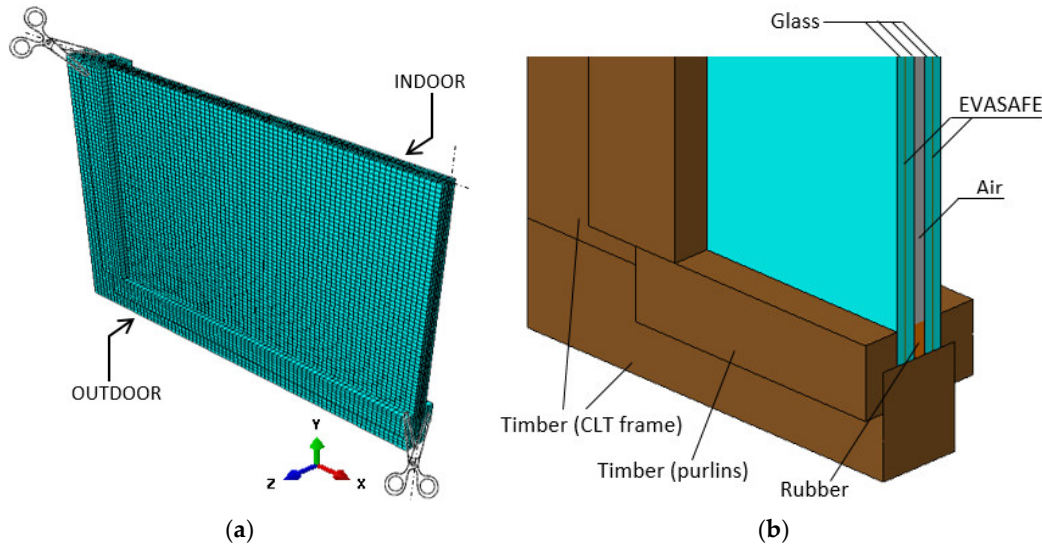 INDOOR
OUTDOOR
Y
Z
X
(a)
Glass
EVASAFE
Air
Timber (CLT frame)
Timber (purlins)
Rubber
(b)